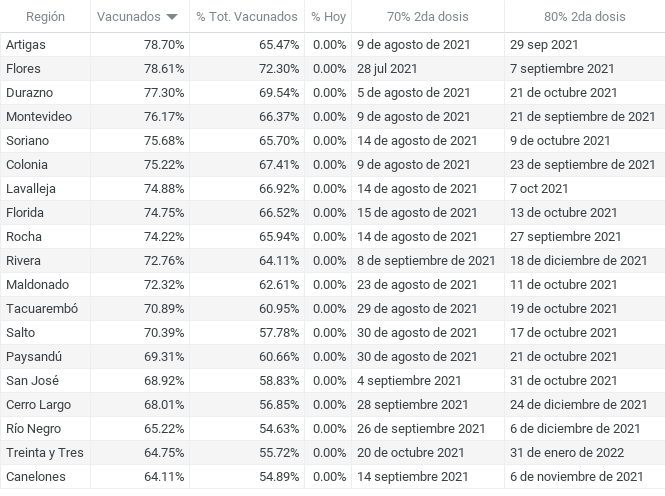 Región Vacunados % Tot. Vacunados % Hoy 70% 2da dosis 80% 2da dosis
Artigas 78.70% 65.47% 0.00% 9 de agosto de 2021 29 sep 2021
Flores 78.61% 72.30% 0.00% 28 jul 2021 7 septiembre 2021
Durazno 77.30% 69.54% 0.00% 5 de agosto de 2021 21 de octubre 2021
Montevideo 76.17% 66.37% 0.00% 9 de agosto de 2021 21 de septiembre de 2021
Soriano 75.68% 65.70% 0.00% 14 de agosto de 2021 9 de octubre 2021
Colonia 75.22% 67.41% 0.00% 9 de agosto de 2021 23 de septiembre de 2021
Lavalleja 74.88% 66.92% 0.00% 14 de agosto de 2021 7 oct 2021
Florida 74.75% 66.52% 0.00% 15 de agosto de 2021 13 de octubre 2021
Rocha 74.22% 65.94% 0.00% 14 de agosto de 2021 27 septiembre 2021
Rivera 72.76% 64.11% 0.00% 8 de septiembre de 2021 18 de diciembre de 2021
Maldonado 72.32% 62.61% 0.00% 23 de agosto de 2021 11 de octubre 2021
Tacuarembó 70.89% 60.95% 0.00% 29 de agosto de 2021 19 de octubre 2021
Salto 70.39% 57.78% 0.00% 30 de agosto de 2021 17 de octubre 2021
Paysandú 69.31% 60.66% 0.00% 30 de agosto de 2021 21 de octubre 2021
San José 68.92% 58.83% 0.00% 4 septiembre 2021 31 de octubre 2021
Cerro Largo 68.01% 56.85% 0.00% 28 septiembre 2021 24 de diciembre de 2021
Río Negro 65.22% 54.63% 0.00% 26 de septiembre de 2021 6 de diciembre de 2021
Treinta y Tres 64.75% 55.72% 0.00% 20 de octubre 2021 31 de enero de 2022
Canelones 64.11% 54.89% 0.00% 14 septiembre 2021 6 de noviembre de 2021